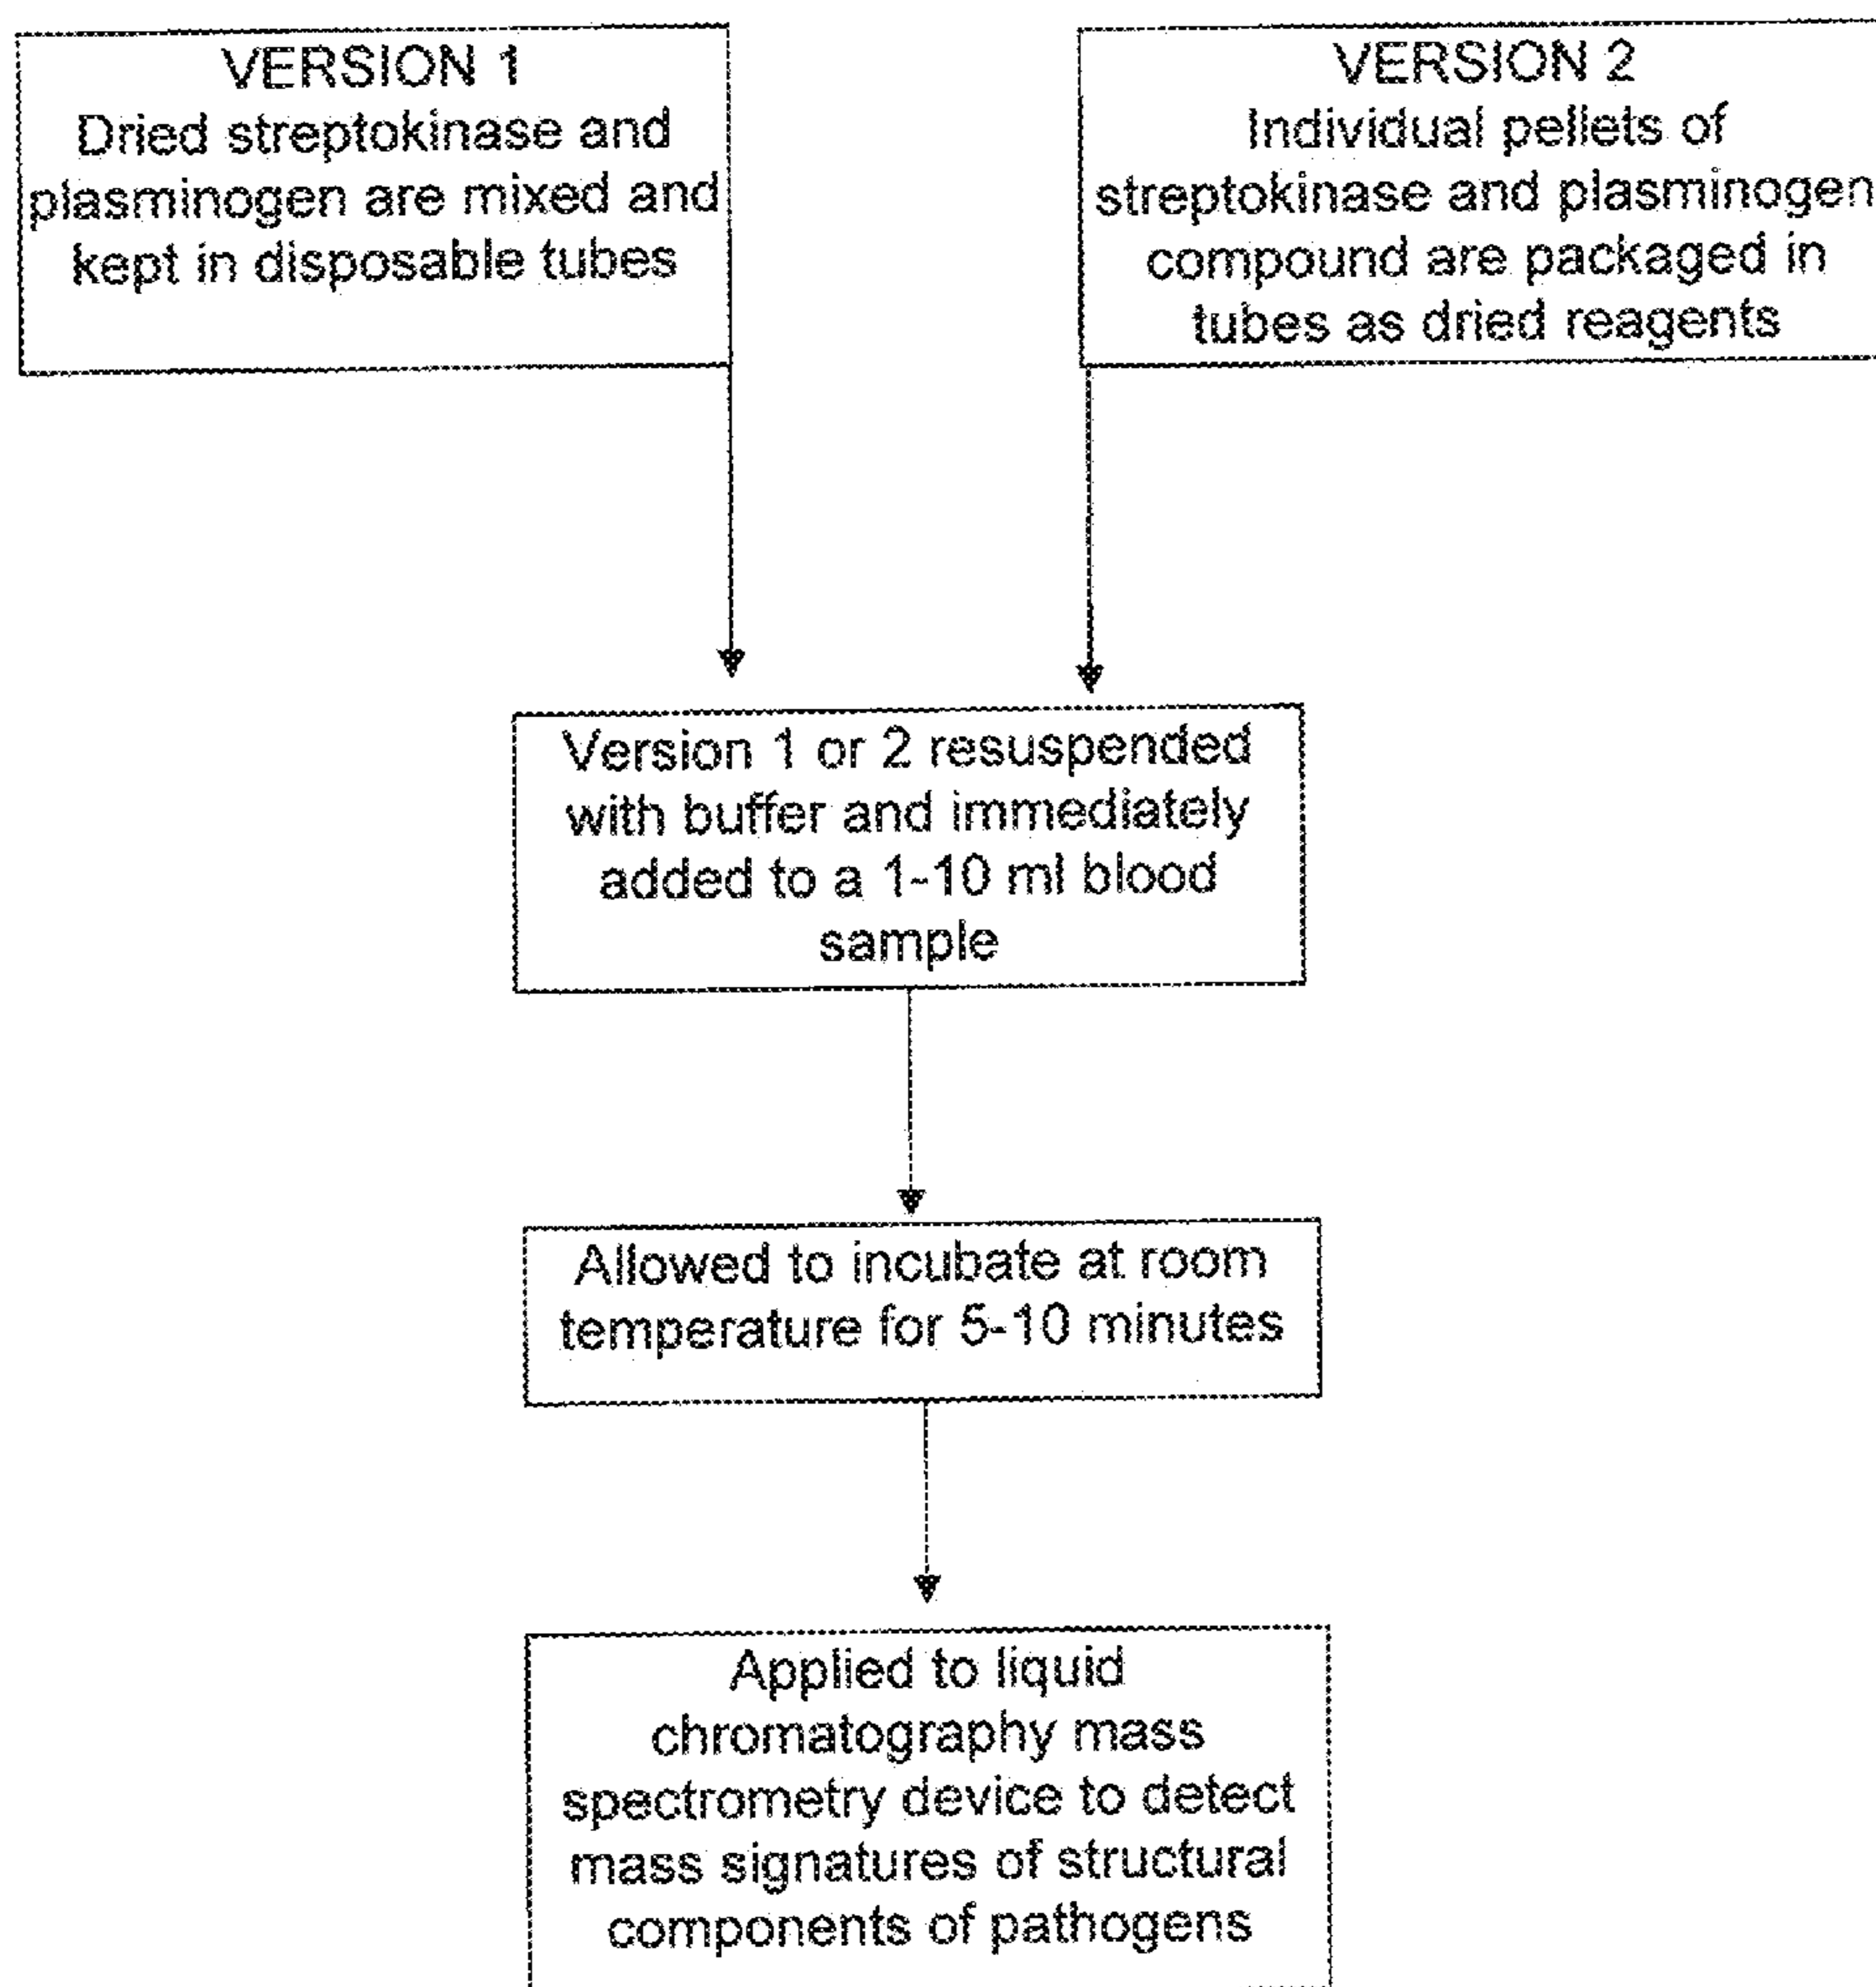 VERSION 1
Dried streptokinase and
plasminogen are mixed and
kept in disposable tubes
VERSION 2
Individual pellets of
streptokinase and plasminogen
compound are packaged in
tubes as dried reagents
Version 1 or 2 resuspended
with buffer and immediately
added to a 1-10 ml blood
sample
Allowed to incubate at room
temperature for 5-10 minutes
Applied to liquid
chromatography mass
spectrometry device to detect
mass signatures of structural
components of pathogens